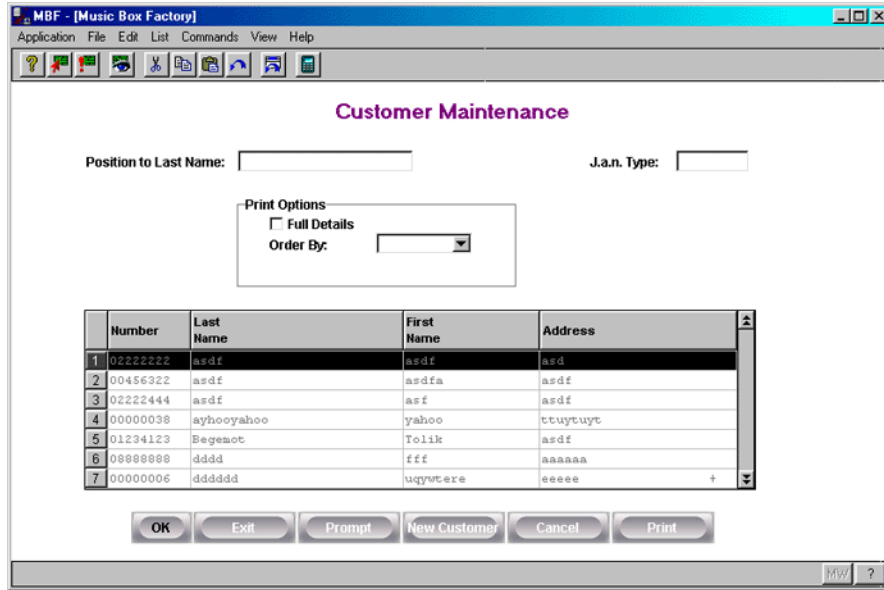 MBF - [Music Box Factory]
Application File Edit List Commands View Help
Customer Maintenance
Position to Last Name:
J.a.n. Type:
Print Options
Full Details
Order By:
Number Last Name First Name Address
1 02222222 asdf asdf asd
2 00456322 asdf asdfa asdf
3 02222444 asdf asf asdf
4 00000038 ayhooyahoo yahoo ttuytuyt
5 01234123 Begemot Tolik asdf
6 08888888 dddd fff aaaaaa
7 00000006 dddddd uqywtere eeeee +
OK Exit Prompt New Customer Cancel Print
MW ?